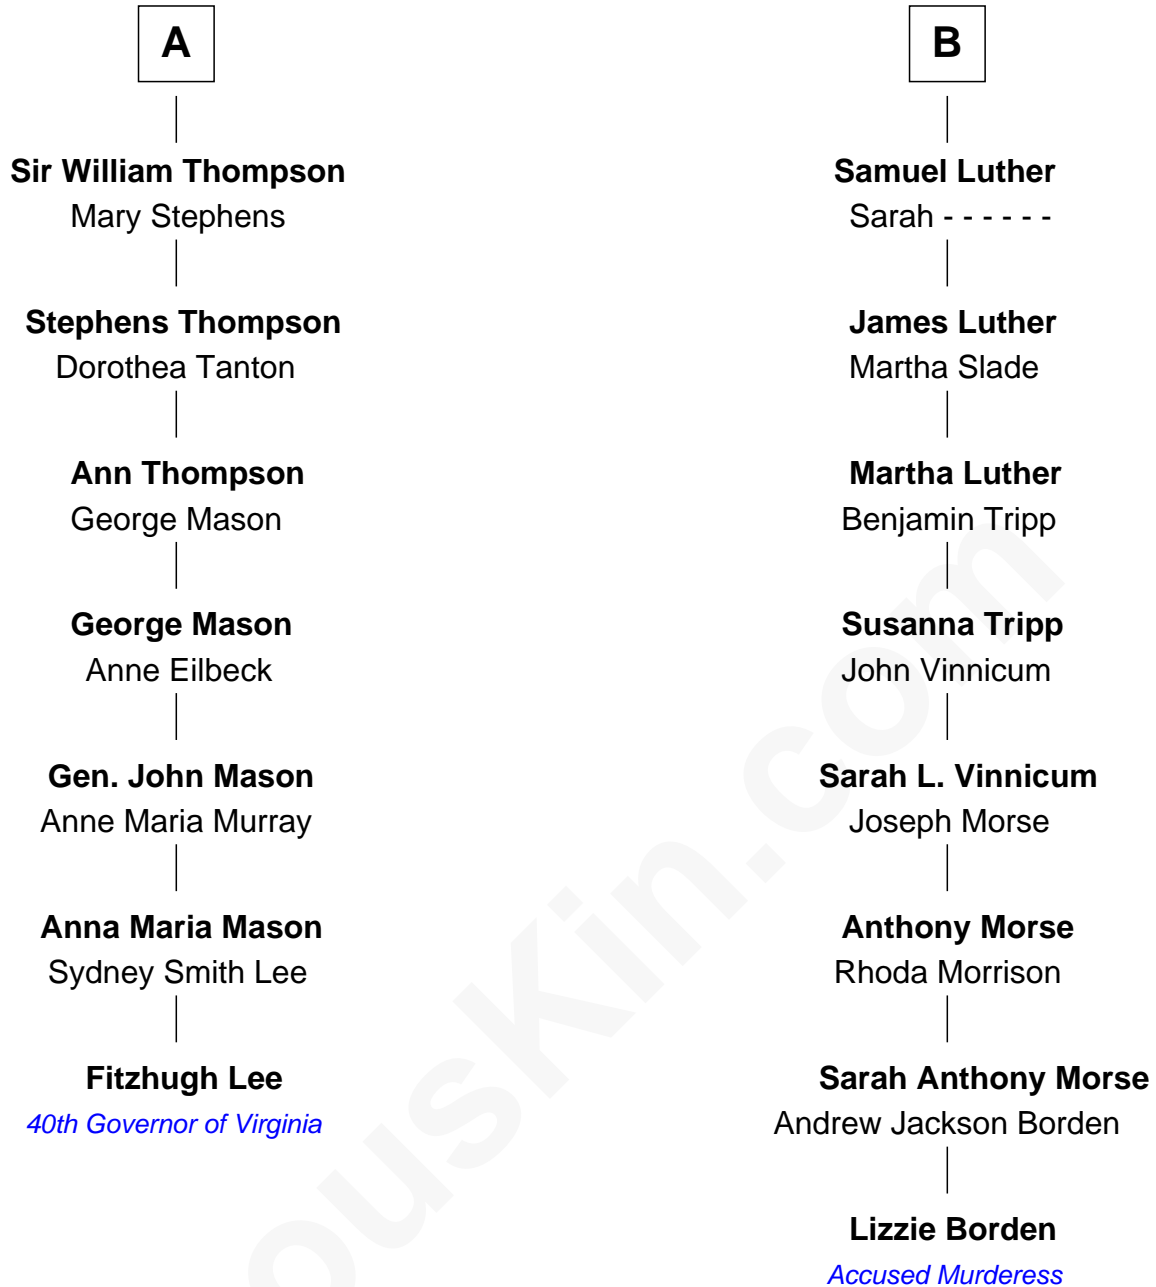 A
Sir William Thompson
Mary Stephens
Stephens Thompson
Dorothea Tanton
Ann Thompson
George Mason
George Mason
Anne Eilbeck
Gen. John Mason
Anne Maria Murray
Anna Maria Mason
Sydney Smith Lee
Fitzhugh Lee
40th Governor of Virginia
B
Samuel Luther
Sarah - - - - - -
James Luther
Martha Slade
Martha Luther
Benjamin Tripp
Susanna Tripp
John Vinnicum
Sarah L. Vinnicum
Joseph Morse
Anthony Morse
Rhoda Morrison
Sarah Anthony Morse
Andrew Jackson Borden
Lizzie Borden
Accused Murderess
ousKin.com